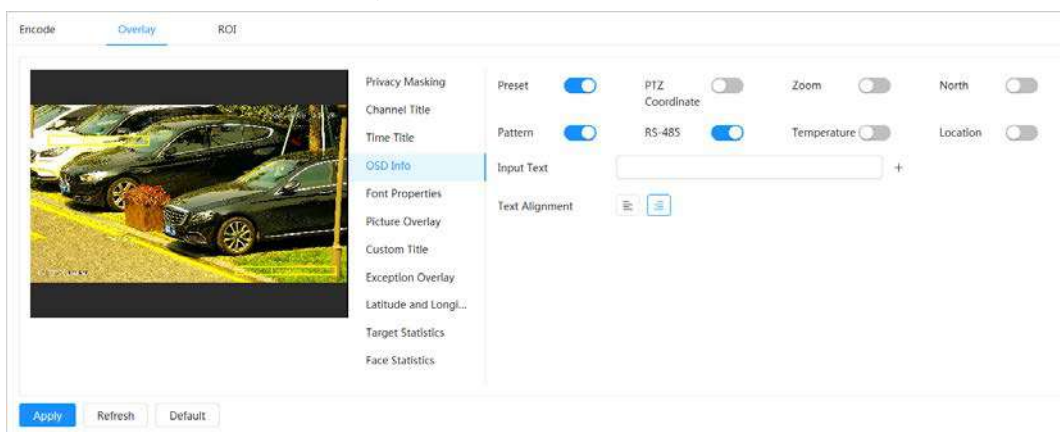 Encode Overlay ROI
Privacy Masking
Channel Title
Time Title
OSD Info
Font Properties
Picture Overlay
Custom Title
Exception Overlay
Latitude and Longi...
Target Statistics
Face Statistics
Preset PTZ Coordinate Zoom North
Pattern RS-485 Temperature Location
Input Text +
Text Alignment
Apply Refresh Default